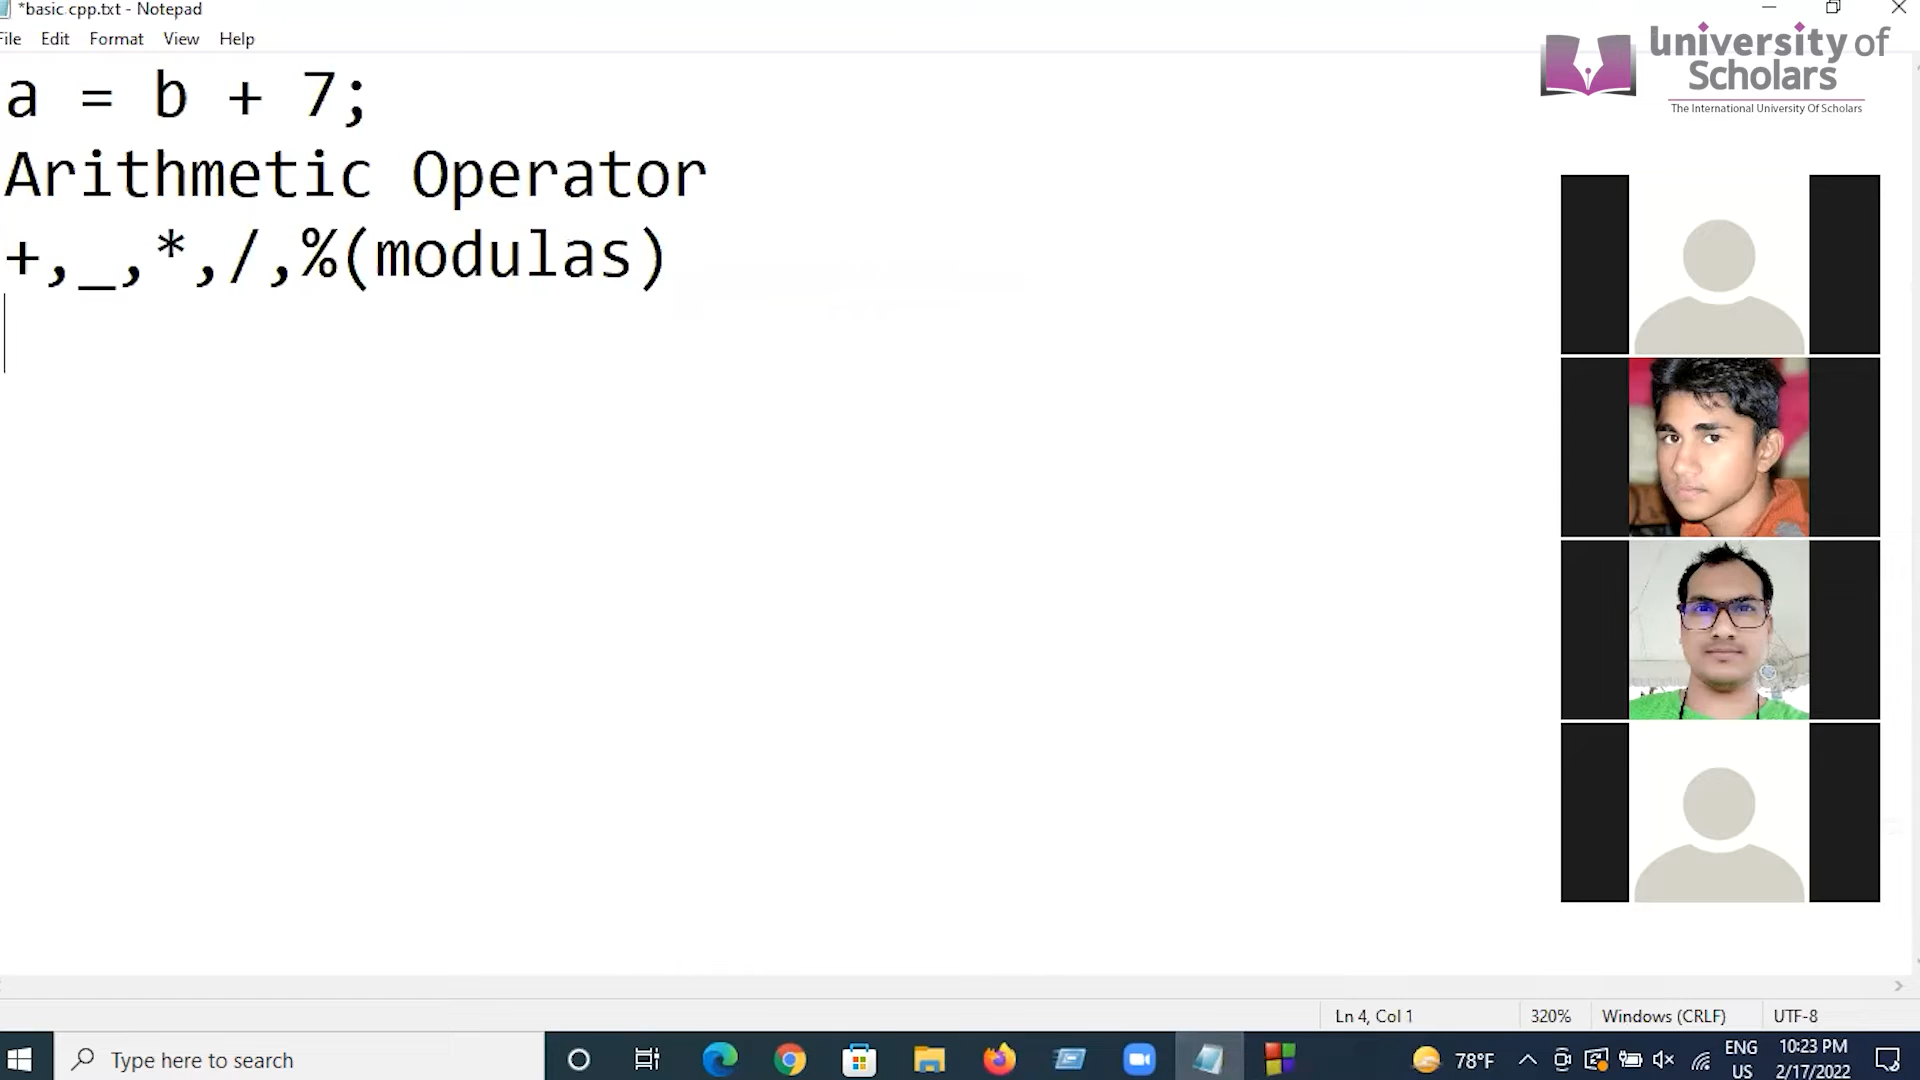 *basic cpp.txt - Notepad
File Edit Format View Help
university of
Scholars
The International University Of Scholars
a = b + 7;
Arithmetic Operator
+,_,*,/,%(modulas)
Ln 4, Col 1 320% Windows (CRLF) UTF-8
Type here to search
78°F
ENG
US
10:23 PM
2/17/2022